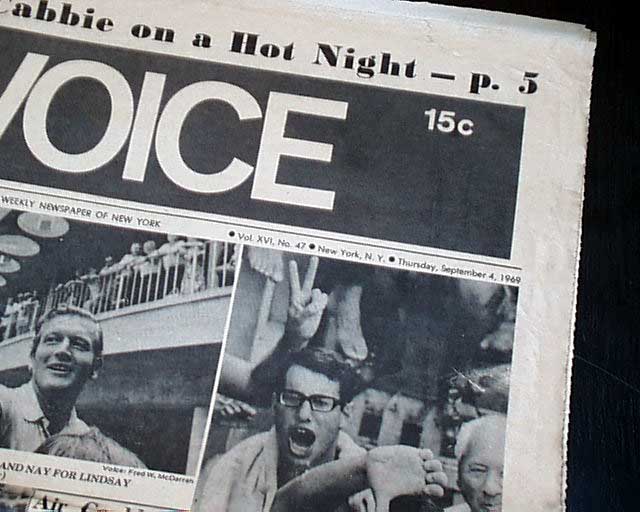 Cabbie on a Hot Night — p. 5
VOICE
15c
WEEKLY NEWSPAPER OF NEW YORK
• Vol. XVI, No. 47 • New York, N. Y. • Thursday, September 4, 1969
Voice: Fred W. McDarrah
AND NAY FOR LINDSAY
Air